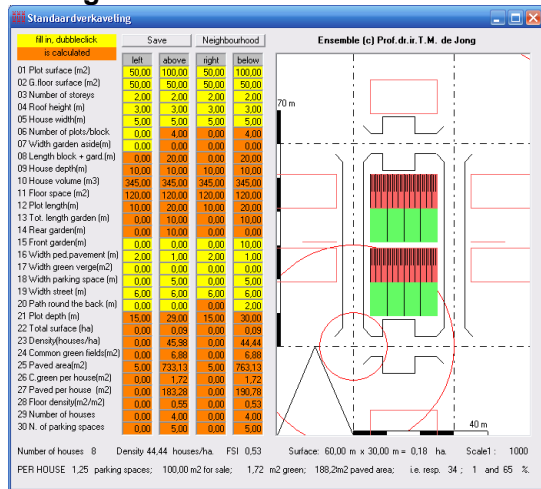 Standaardverkaveling
fill in, dubbleclick
is calculated
Save
Neighbourhood
Ensemble (c) Prof.dr.ir.T.M. de Jong
left above right below
01 Plot surface (m2) 50,00 100,00 50,00 100,00
02 G.floor surface (m2) 50,00 50,00 50,00 50,00
03 Number of storeys 2,00 2,00 2,00 2,00
04 Roof height (m) 3,00 3,00 3,00 3,00
05 House width(m) 5,00 5,00 5,00 5,00
06 Number of plots/block 0,00 4,00 0,00 4,00
07 Width garden aside(m) 0,00 0,00 0,00 0,00
08 Length block + gard.(m) 0,00 20,00 0,00 20,00
09 House depth(m) 10,00 10,00 10,00 10,00
10 House volume (m3) 345,00 345,00 345,00 345,00
11 Floor space (m2) 120,00 120,00 120,00 120,00
12 Plot length(m) 10,00 20,00 10,00 20,00
13 Tot. length garden (m) 0,00 10,00 0,00 10,00
14 Rear garden(m) 0,00 10,00 0,00 0,00
15 Front garden(m) 0,00 0,00 0,00 10,00
16 Width ped.pavement (m) 2,00 1,00 2,00 1,00
17 Width green verge(m2) 0,00 0,00 0,00 0,00
18 Width parking space (m) 0,00 5,00 0,00 5,00
19 Width street (m) 6,00 6,00 6,00 6,00
20 Path round the back (m) 0,00 0,00 0,00 2,00
21 Plot depth (m) 15,00 29,00 15,00 30,00
22 Total surface (ha) 0,00 0,09 0,00 0,09
23 Density(houses/ha) 0,00 45,98 0,00 44,44
24 Common green fields(m2) 0,00 6,88 0,00 6,88
25 Paved area(m2) 5,00 733,13 5,00 763,13
26 C.green per house(m2) 0,00 1,72 0,00 1,72
27 Paved per house (m2) 0,00 183,28 0,00 190,78
28 Floor density(m2/m2) 0,00 0,55 0,00 0,53
29 Number of houses 0,00 4,00 0,00 4,00
30 N. of parking spaces 0,00 5,00 0,00 5,00
70 m
40 m
Number of houses 8 Density 44,44 houses/ha. FSI 0,53 Surface: 60,00 m x 30,00 m = 0,18 ha. Scale1 : 1000
PER HOUSE 1,25 parking spaces; 100,00 m2 for sale; 1,72 m2 green; 188,2m2 paved area; i.e. resp. 34 ; 1 and 65 %.